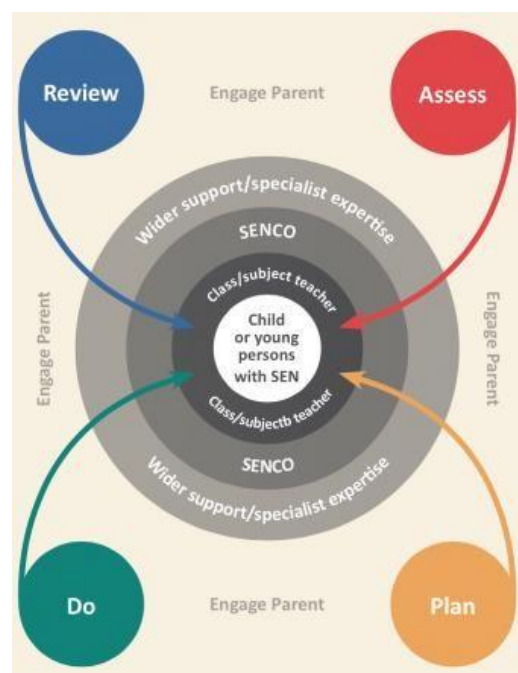 Review
Engage Parent
Assess
Wider support/specialist expertise
SENCO
Class/subject teacher
Engage Parent
Child
or young
persons
with SEN
Engage Parent
Class/subjectb teacher
SENCO
Wider support/specialist expertise
Do
Engage Parent
Plan